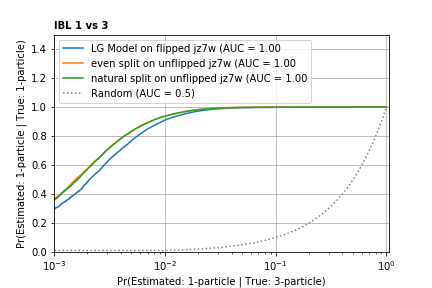 IBL 1 vs 3
Pr(Estimated: 1-particle | True: 1-particle)
1.4
1.2
1.0
0.8
0.6
0.4
0.2
0.0
LG Model on flipped jz7w (AUC = 1.00
even split on unflipped jz7w (AUC = 1.00
natural split on unflipped jz7w (AUC = 1.00
Random (AUC = 0.5)
10⁻³ 10⁻² 10⁻¹ 10⁰
Pr(Estimated: 1-particle | True: 3-particle)